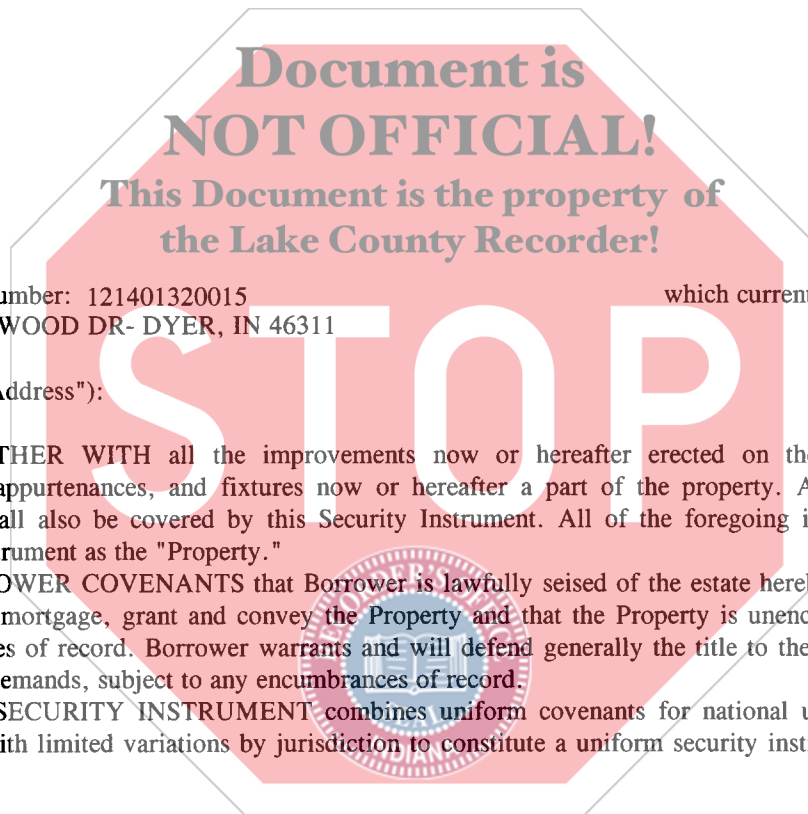 Document is
NOT OFFICIAL!
This Document is the property of
the Lake County Recorder!
umber: 121401320015 which current
WOOD DR- DYER, IN 46311
STOP
Address"):
THER WITH all the improvements now or hereafter erected on the
appurtenances, and fixtures now or hereafter a part of the property. A
all also be covered by this Security Instrument. All of the foregoing i
rument as the "Property."
OWER COVENANTS that Borrower is lawfully seised of the estate hereb
mortgage, grant and convey the Property and that the Property is unenc
es of record. Borrower warrants and will defend generally the title to the
emands, subject to any encumbrances of record.
SECURITY INSTRUMENT combines uniform covenants for national u
ith limited variations by jurisdiction to constitute a uniform security inst
RECORDER'S OFFICE
SEAL
INDIANA